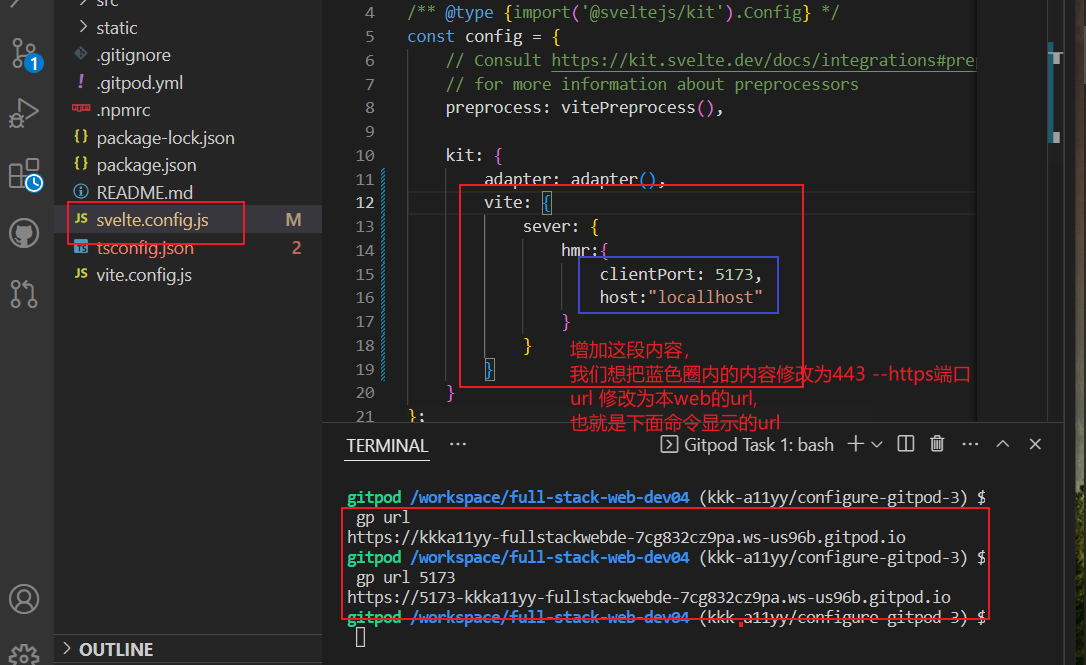 src
static
.gitignore
.gitpod.yml
.npmrc
package-lock.json
package.json
README.md
svelte.config.js M
tsconfig.json 2
vite.config.js
OUTLINE
1
4 /** @type {import('@sveltejs/kit').Config} */
5 const config = {
6 // Consult https://kit.svelte.dev/docs/integrations#pre
7 // for more information about preprocessors
8 preprocess: vitePreprocess(),
9
10 kit: {
11 adapter: adapter(),
12 vite: {
13 sever: {
14 hmr:{
15 clientPort: 5173,
16 host:"locallhost"
17 }
18 }
19 }
20 }
21 };
增加这段内容，
我们想把蓝色圈内的内容修改为443 --https端口
url 修改为本web的url,
也就是下面命令显示的url
TERMINAL ··· Gitpod Task 1: bash
gitpod /workspace/full-stack-web-dev04 (kkk-a11yy/configure-gitpod-3) $
gp url
https://kkka11yy-fullstackwebde-7cg832cz9pa.ws-us96b.gitpod.io
gitpod /workspace/full-stack-web-dev04 (kkk-a11yy/configure-gitpod-3) $
gp url 5173
https://5173-kkka11yy-fullstackwebde-7cg832cz9pa.ws-us96b.gitpod.io
gitpod /workspace/full-stack-web-dev04 (kkk-a11yy/configure-gitpod-3) $